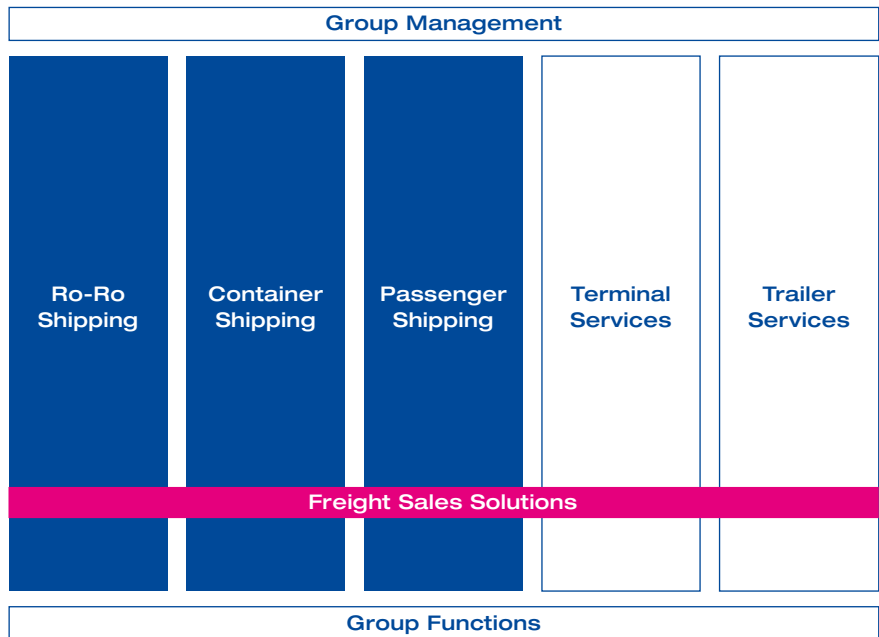 Group Management
Ro-Ro
Shipping
Container
Shipping
Passenger
Shipping
Terminal
Services
Trailer
Services
Freight Sales Solutions
Group Functions